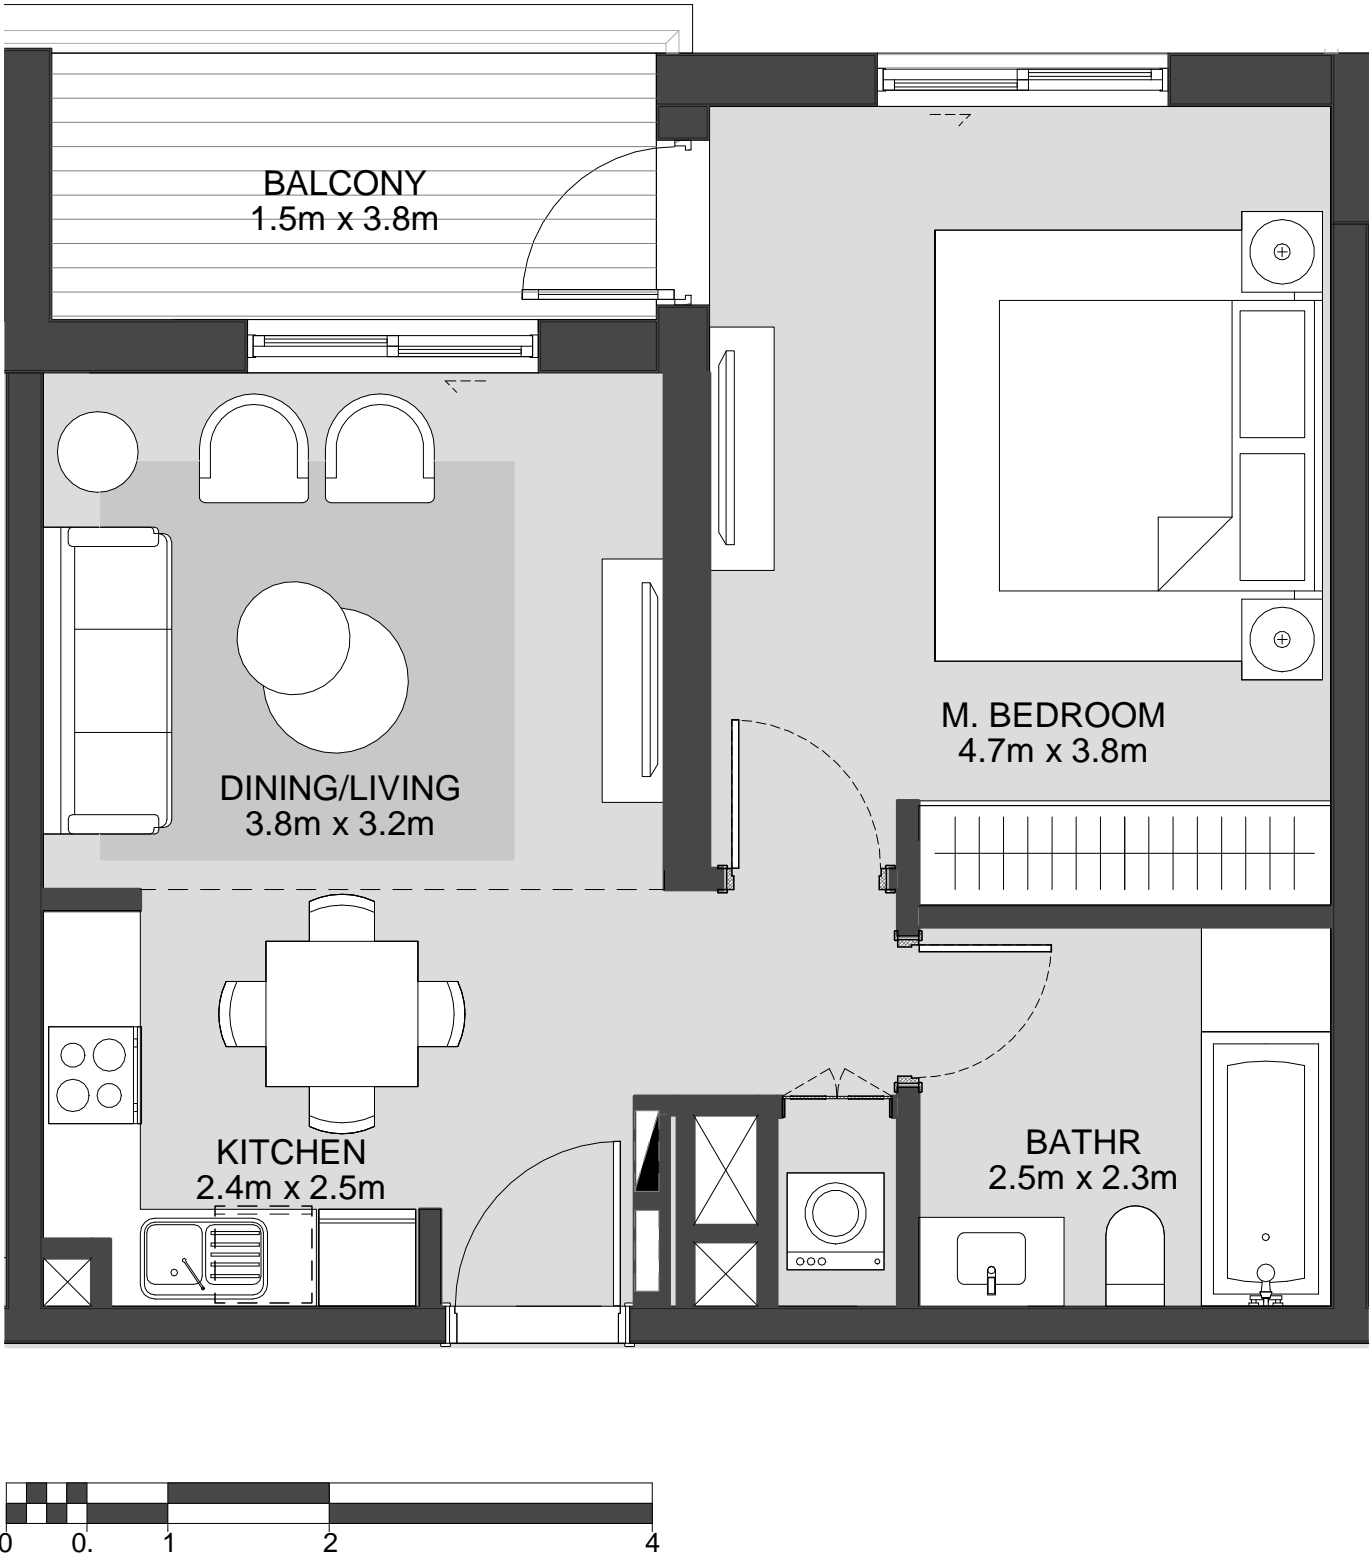 BALCONY
1.5m x 3.8m
M. BEDROOM
4.7m x 3.8m
DINING/LIVING
3.8m x 3.2m
KITCHEN
2.4m x 2.5m
BATHR
2.5m x 2.3m
0 0. 1 2 4